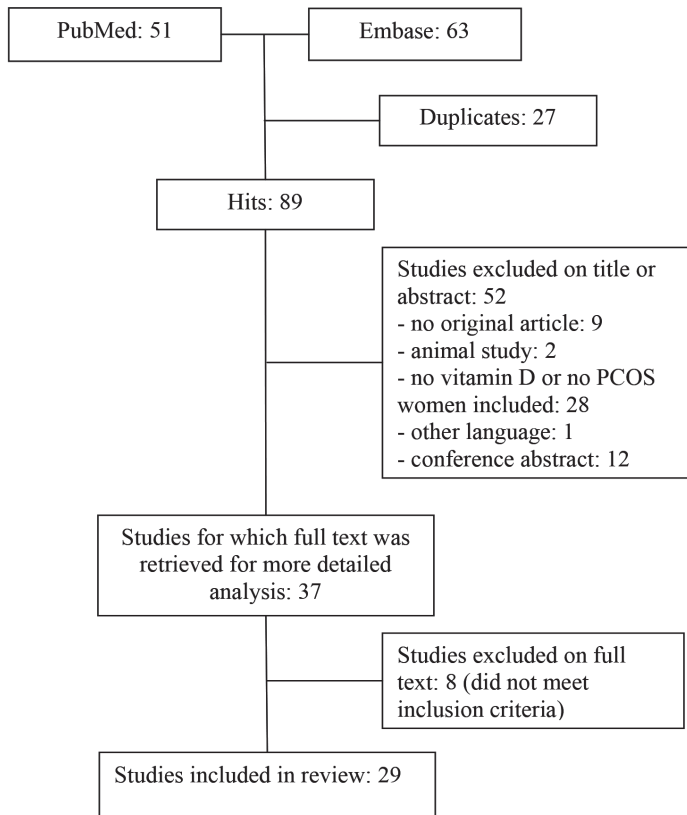 PubMed: 51
Embase: 63
Duplicates: 27
Hits: 89
Studies excluded on title or
abstract: 52
- no original article: 9
- animal study: 2
- no vitamin D or no PCOS
women included: 28
- other language: 1
- conference abstract: 12
Studies for which full text was
retrieved for more detailed
analysis: 37
Studies excluded on full
text: 8 (did not meet
inclusion criteria)
Studies included in review: 29